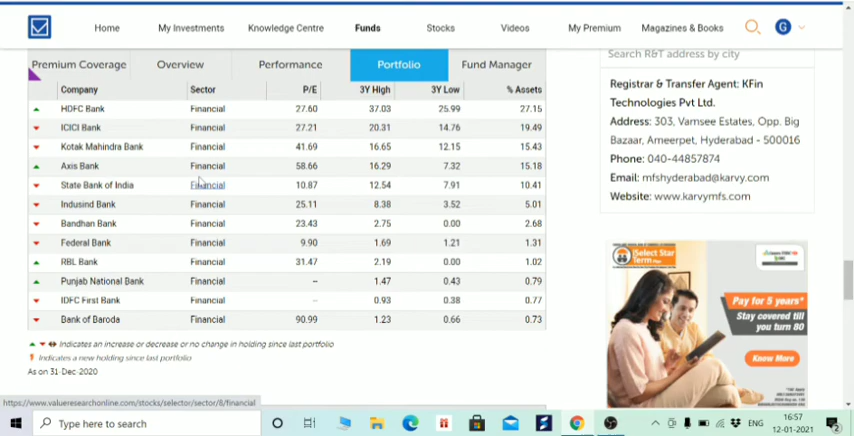 Home My Investments Knowledge Centre Funds Stocks Videos My Premium Magazines & Books G
Premium Coverage Overview Performance Portfolio Fund Manager
Company Sector P/E 3Y High 3Y Low % Assets
HDFC Bank Financial 27.60 37.03 25.99 27.15
ICICI Bank Financial 27.21 20.31 14.76 19.49
Kotak Mahindra Bank Financial 41.69 16.65 12.15 15.43
Axis Bank Financial 58.66 16.29 7.32 15.18
State Bank of India Financial 10.87 12.54 7.91 10.41
Indusind Bank Financial 25.11 8.38 3.52 5.01
Bandhan Bank Financial 23.43 2.75 0.00 2.68
Federal Bank Financial 9.90 1.69 1.21 1.31
RBL Bank Financial 31.47 2.19 0.00 1.02
Punjab National Bank Financial -- 1.47 0.43 0.79
IDFC First Bank Financial -- 0.93 0.38 0.77
Bank of Baroda Financial 90.99 1.23 0.66 0.73
Indicates an increase or decrease or no change in holding since last portfolio
Indicates a new holding since last portfolio
As on 31-Dec-2020
Search R&T address by city
Registrar & Transfer Agent: KFin
Technologies Pvt Ltd.
Address: 303, Vamsee Estates, Opp. Big
Bazaar, Ameerpet, Hyderabad - 500016
Phone: 040-44857874
Email: mfshyderabad@karvy.com
Website: www.karvymfs.com
iSelect Star
Term Plan
Pay for 5 years*
Stay covered till
you turn 80
Know More
https://www.valueresearchonline.com/stocks/selector/sector/8/financial
Type here to search
16:57
12-01-2021
2